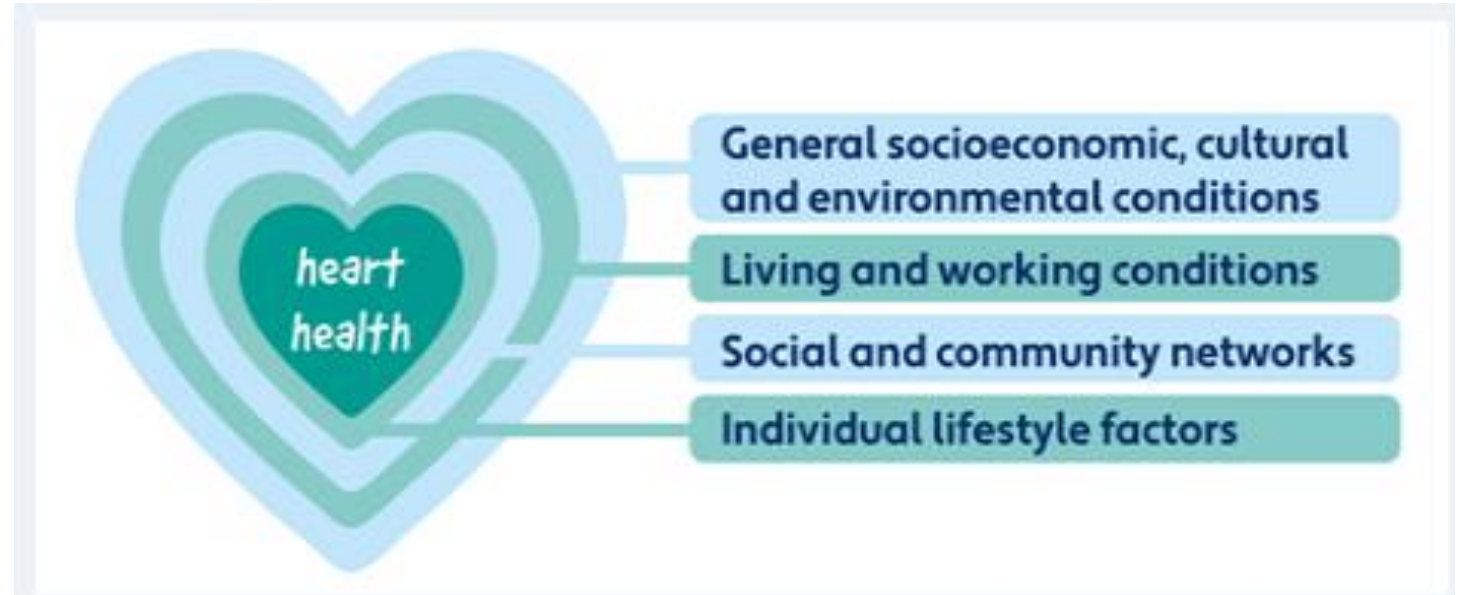 heart
health
General socioeconomic, cultural
and environmental conditions
Living and working conditions
Social and community networks
Individual lifestyle factors